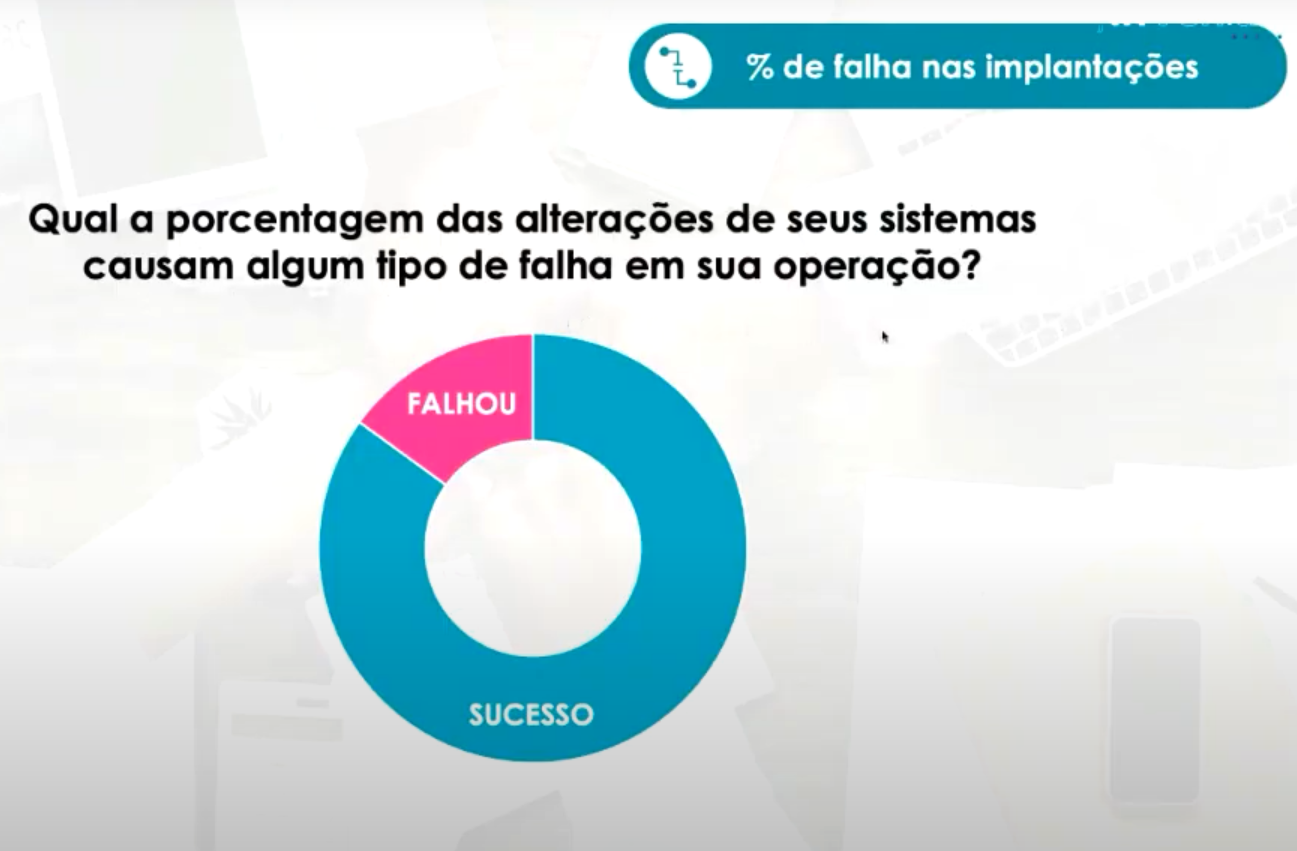 % de falha nas implantações
Qual a porcentagem das alterações de seus sistemas
causam algum tipo de falha em sua operação?
FALHOU
SUCESSO